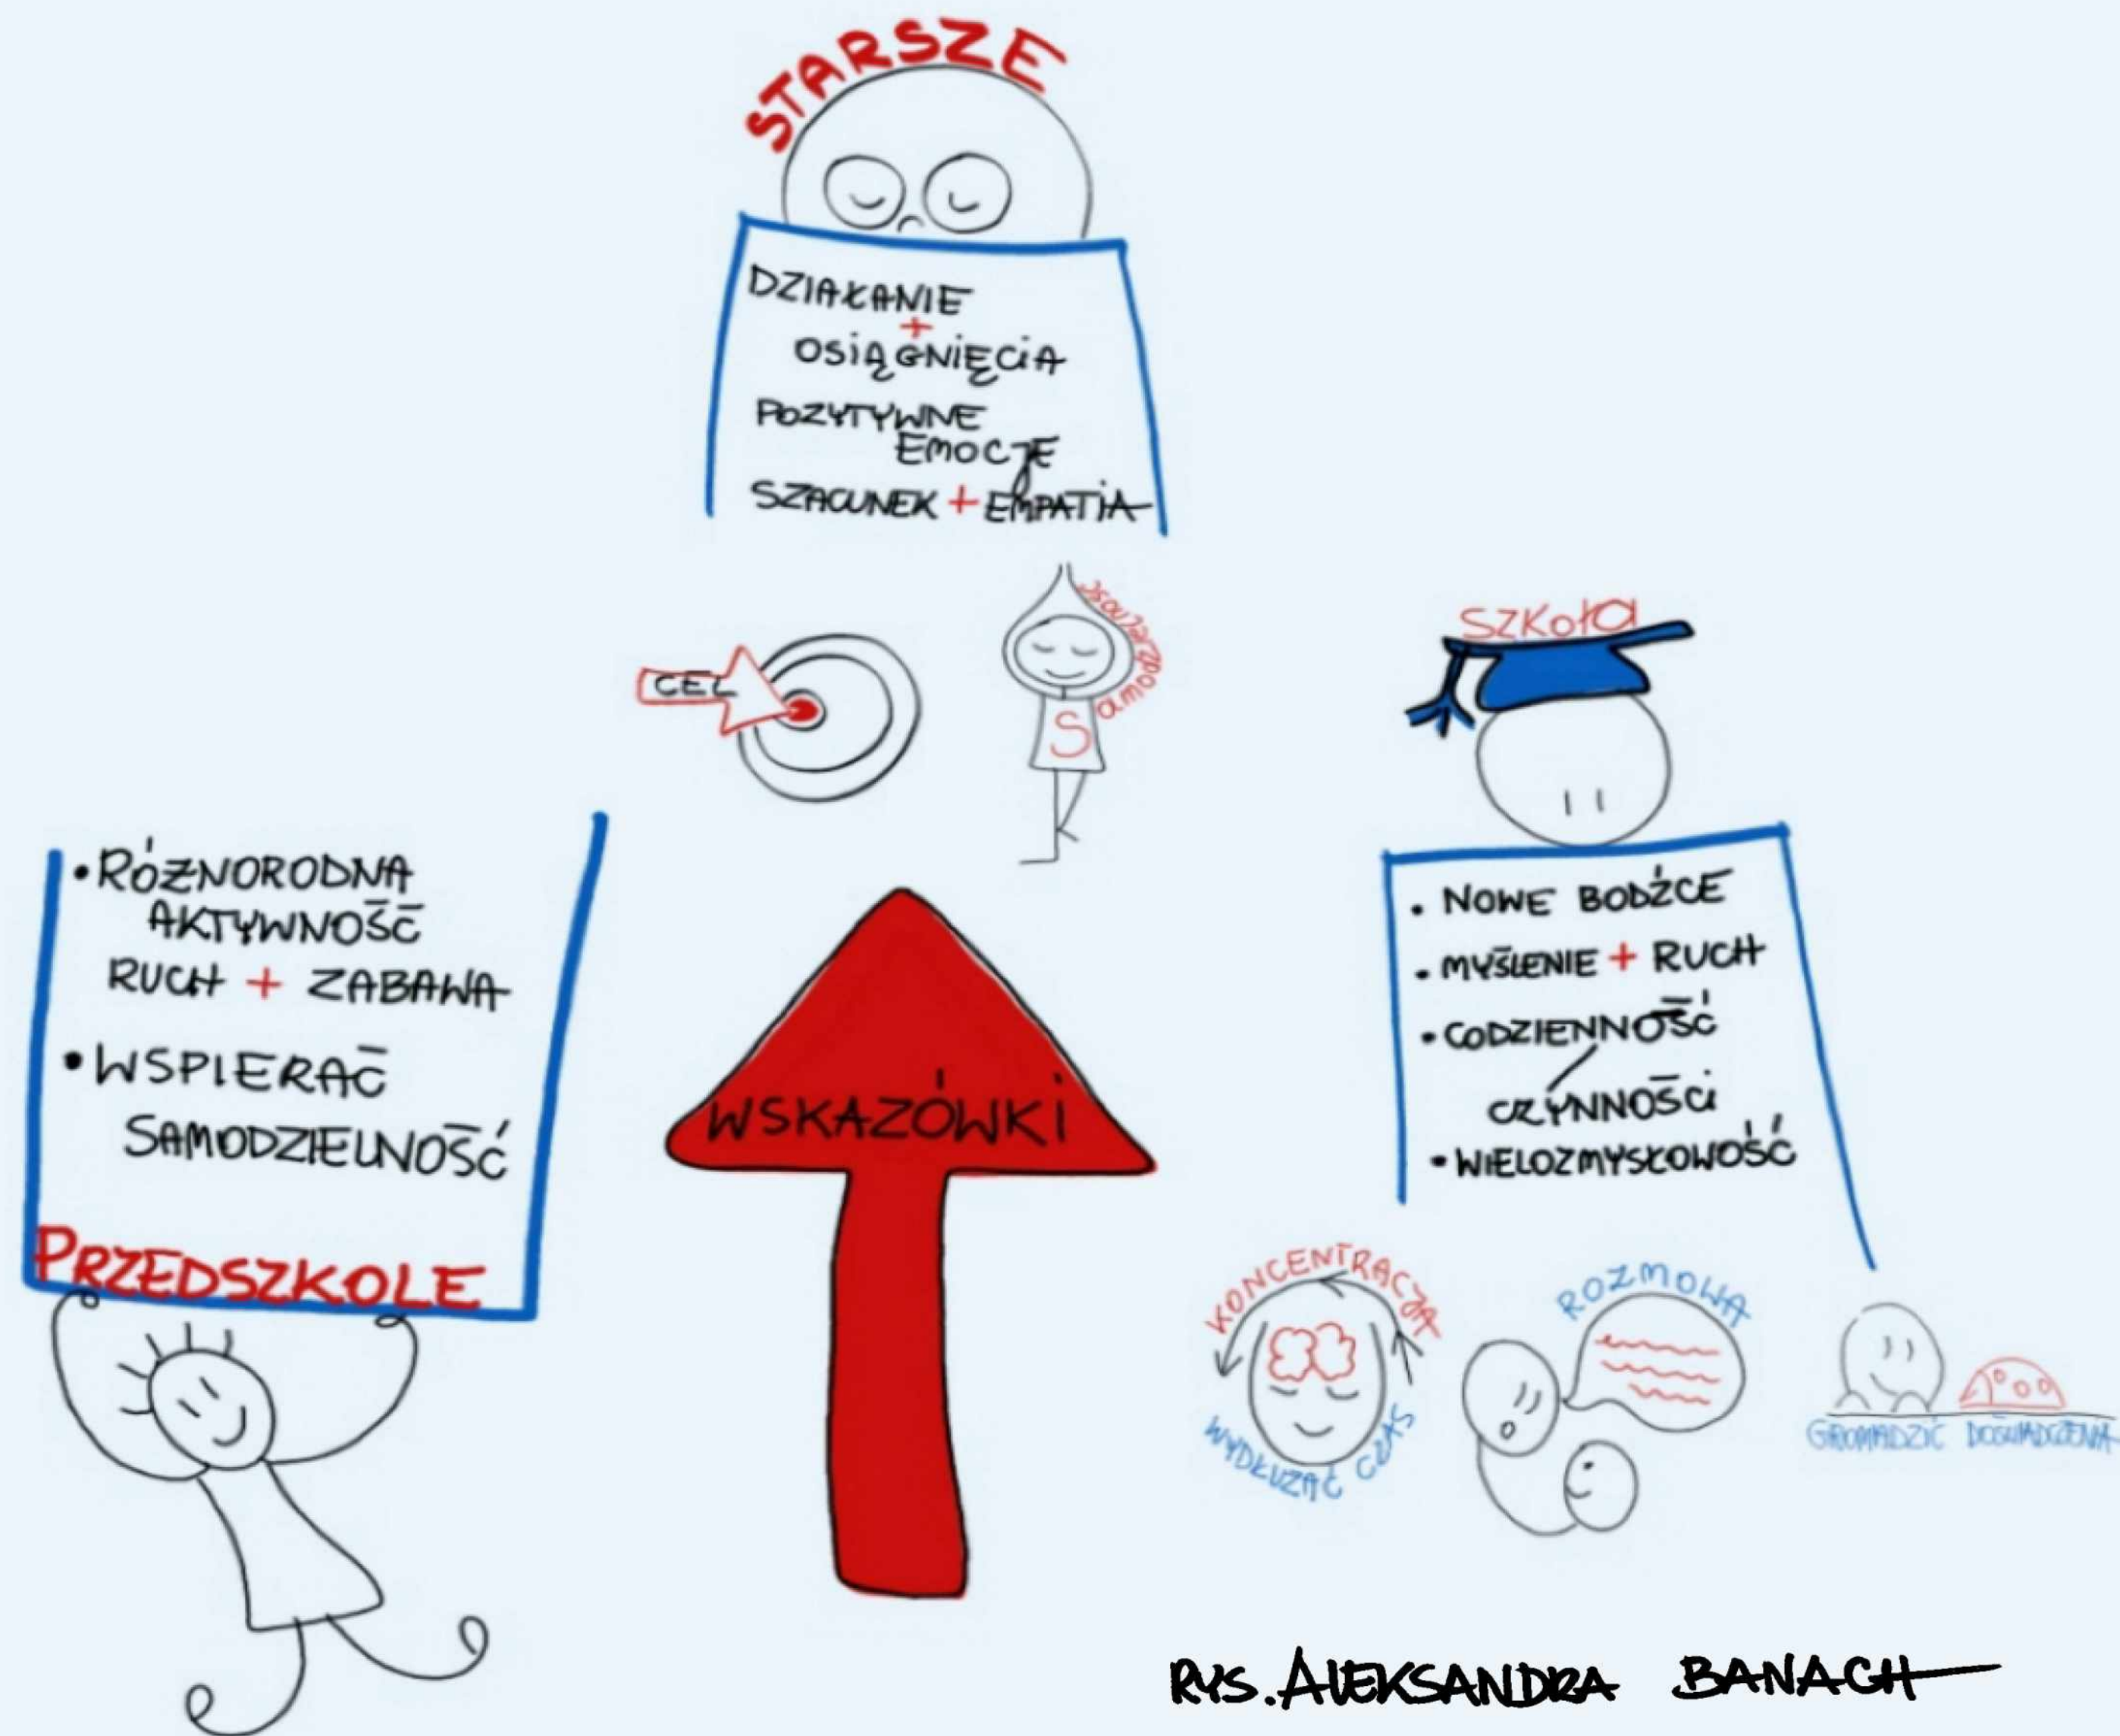 STARSZE
DZIAŁANIE
+
OSIĄGNIĘCIA
POZYTYWNE
EMOCJE
SZACUNEK + EMPATIA
CEL
Samodzielność
S
• RÓŻNORODNA
AKTYWNOŚĆ
RUCH + ZABAWA
• WSPIERAĆ
SAMODZIELNOŚĆ
PRZEDSZKOLE
WSKAZÓWKI
SZKOŁA
• NOWE BODŹCE
• MYŚLENIE + RUCH
• CODZIENNOŚĆ
/
CZYNNOŚCI
• WIELOZMYSŁOWOŚĆ
KONCENTRACJA
WYDŁUŻAĆ CZAS
ROZMOWA
GROMADZIĆ DOŚWIADCZENIA
RYS. ALEKSANDRA BANACH